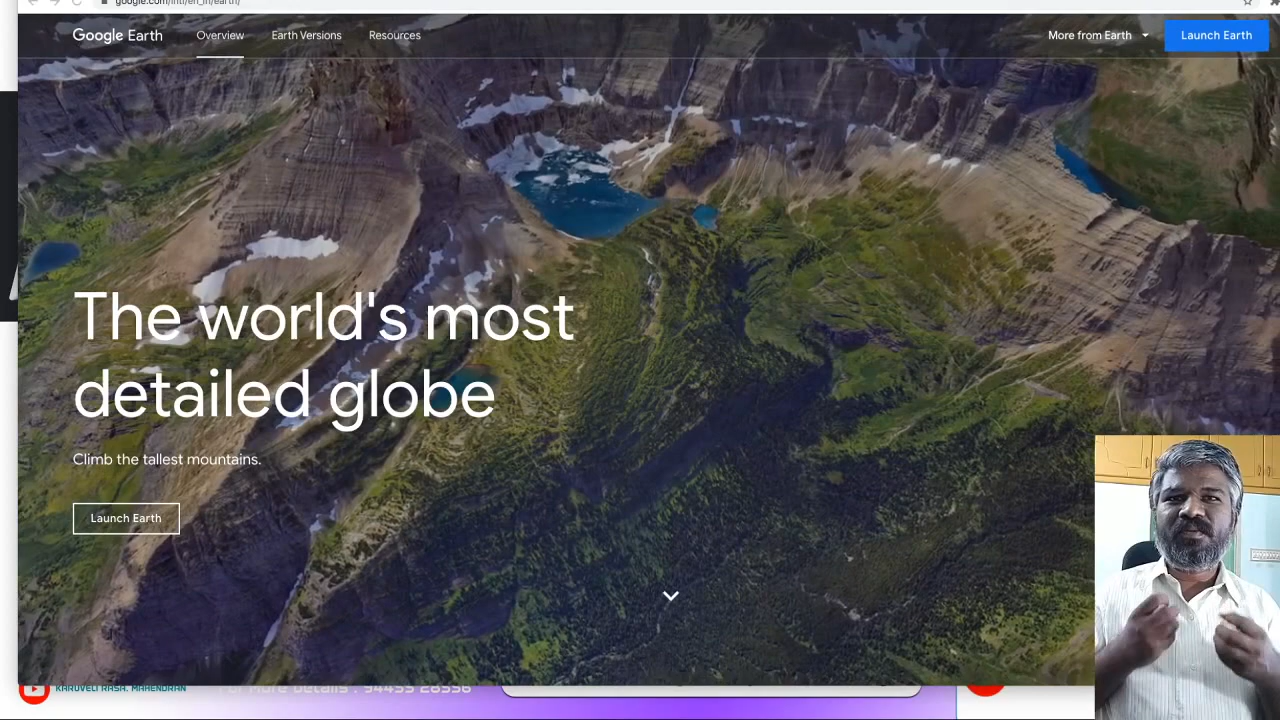 google.com/intl/en_in/earth/
Google Earth
Overview
Earth Versions
Resources
More from Earth
Launch Earth
The world's most
detailed globe
Climb the tallest mountains.
Launch Earth
KARUVELI RASA. MAHENDRAN
For More details : 94435 28556